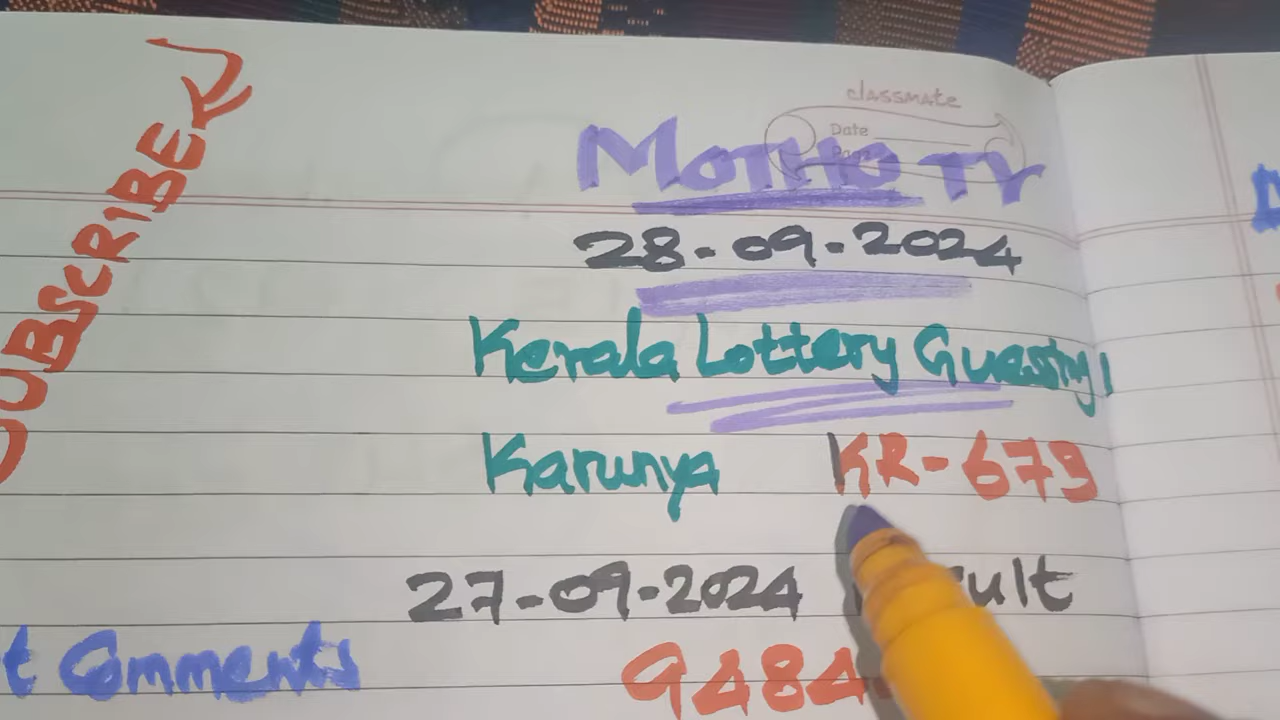 SUBSCRIBE
classmate
Date
Page
MOTHO TV
28-09-2024
Kerala Lottery Guessing
Karunya KR-679
27-09-2024
9484
t Comments